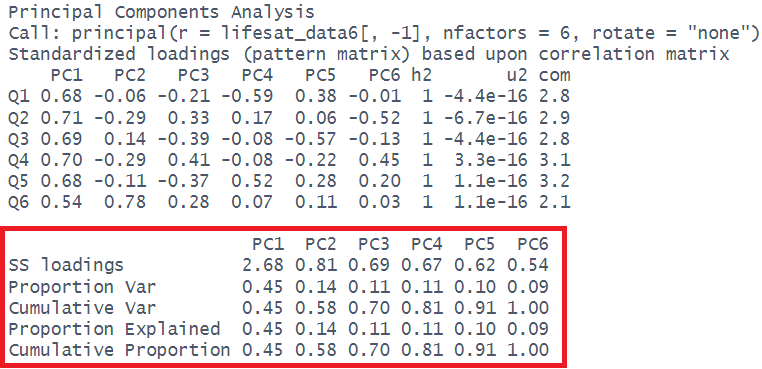 Principal Components Analysis
Call: principal(r = lifesat_data6[, -1], nfactors = 6, rotate = "none")
Standardized loadings (pattern matrix) based upon correlation matrix
    PC1   PC2   PC3   PC4   PC5   PC6 h2       u2 com
Q1 0.68 -0.06 -0.21 -0.59  0.38 -0.01  1 -4.4e-16 2.8
Q2 0.71 -0.29  0.33  0.17  0.06 -0.52  1 -6.7e-16 2.9
Q3 0.69  0.14 -0.39 -0.08 -0.57 -0.13  1 -4.4e-16 2.8
Q4 0.70 -0.29  0.41 -0.08 -0.22  0.45  1  3.3e-16 3.1
Q5 0.68 -0.11 -0.37  0.52  0.28  0.20  1  1.1e-16 3.2
Q6 0.54  0.78  0.28  0.07  0.11  0.03  1  1.1e-16 2.1
                       PC1  PC2  PC3  PC4  PC5  PC6
SS loadings           2.68 0.81 0.69 0.67 0.62 0.54
Proportion Var        0.45 0.14 0.11 0.11 0.10 0.09
Cumulative Var        0.45 0.58 0.70 0.81 0.91 1.00
Proportion Explained  0.45 0.14 0.11 0.11 0.10 0.09
Cumulative Proportion 0.45 0.58 0.70 0.81 0.91 1.00